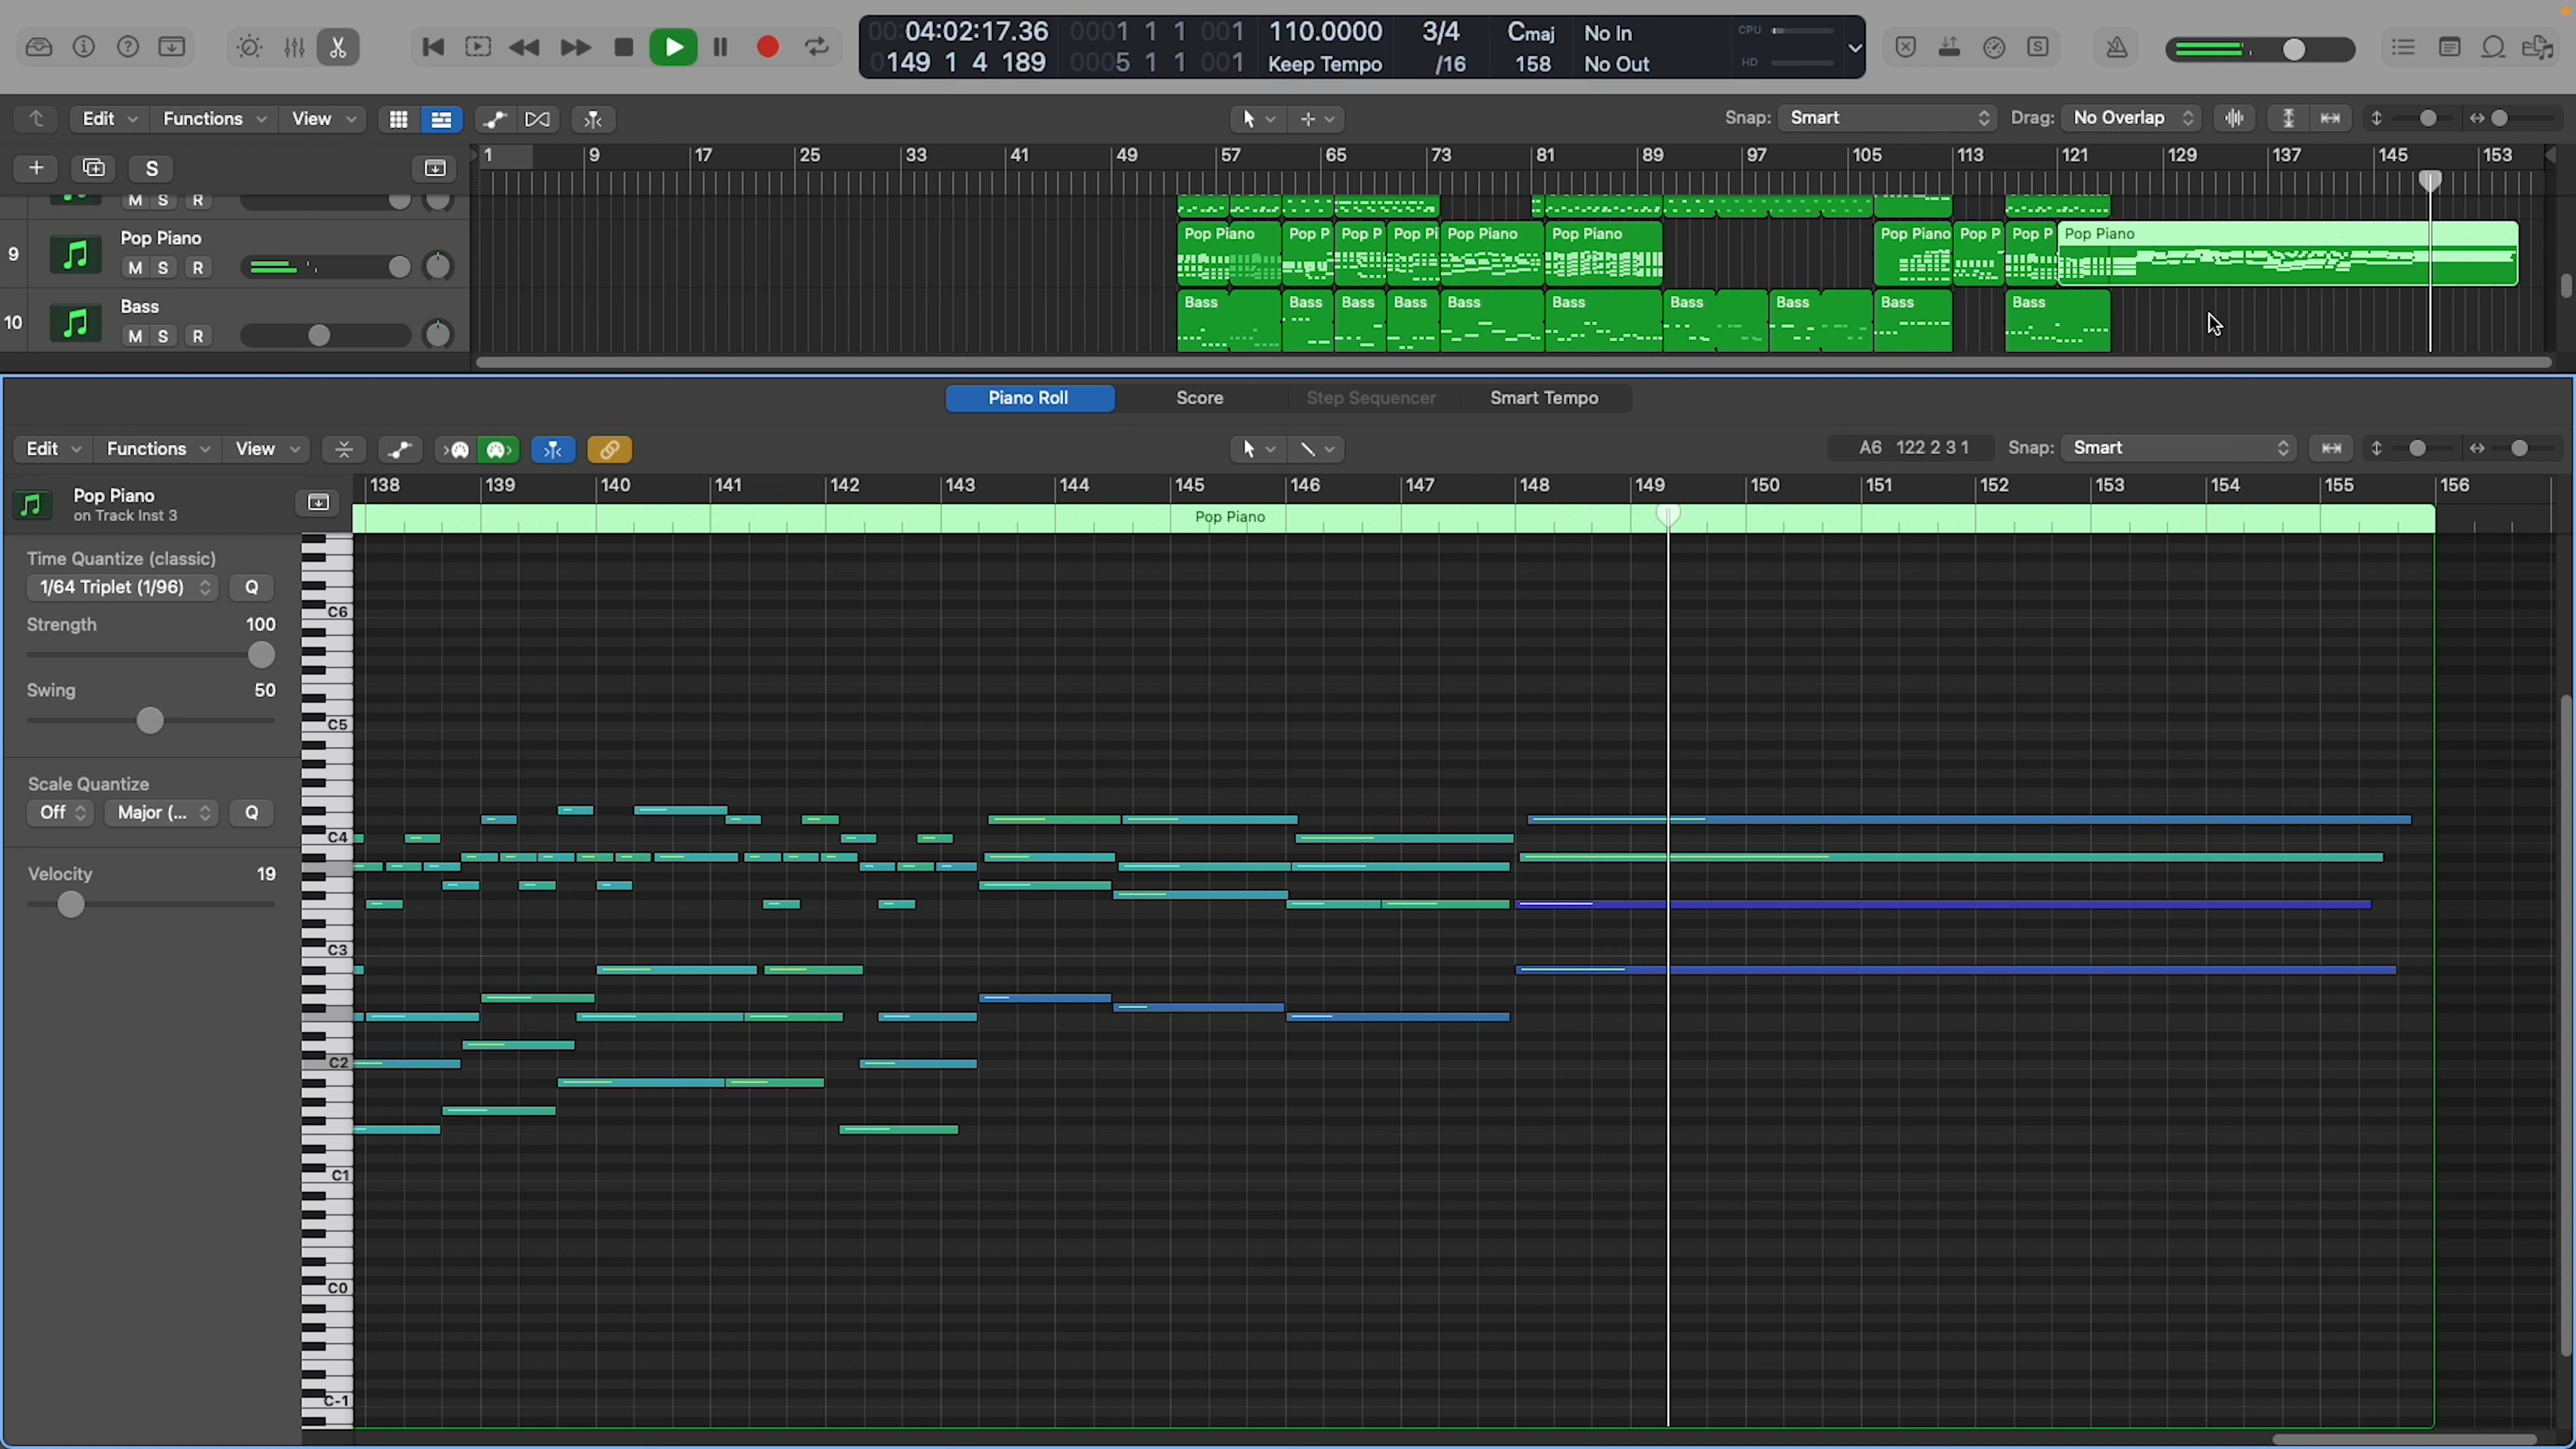 00:04:02:17.36 0001 1 1 001 110.0000 3/4 Cmaj No In CPU
0149 1 4 189 0005 1 1 001 Keep Tempo /16 158 No Out HD
Edit Functions View Snap: Smart Drag: No Overlap
S 1 9 17 25 33 41 49 57 65 73 81 89 97 105 113 121 129 137 145 153
M S R
9 Pop Piano Pop Piano Pop P Pop P Pop Pi Pop Piano Pop Piano Pop Piano Pop P Pop P Pop Piano
M S R
10 Bass Bass Bass Bass Bass Bass Bass Bass Bass Bass Bass
M S R
Piano Roll Score Step Sequencer Smart Tempo
Edit Functions View A6 122 2 3 1 Snap: Smart
138 139 140 141 142 143 144 145 146 147 148 149 150 151 152 153 154 155 156
Pop Piano
on Track Inst 3
Pop Piano
Time Quantize (classic)
1/64 Triplet (1/96) Q
C6
Strength 100
Swing 50
C5
Scale Quantize
Off Major (... Q
C4
Velocity 19
C3
C2
C1
C0
C-1